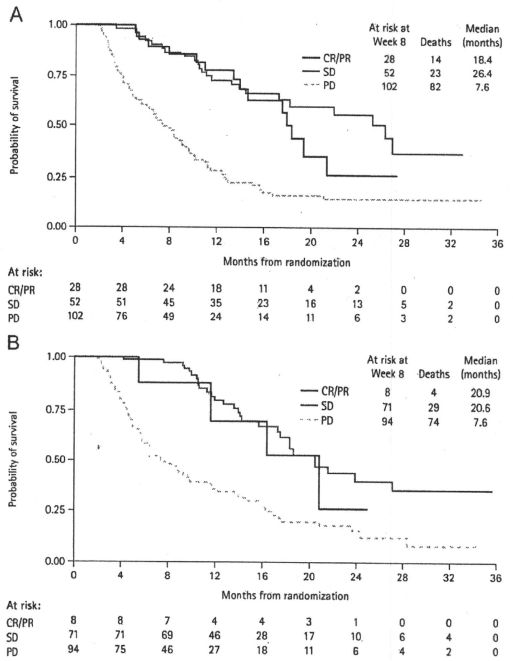 A
At risk at Week 8 Deaths Median (months)
CR/PR 28 14 18.4
SD 52 23 26.4
PD 102 82 7.6
Probability of survival
1.00
0.75
0.50
0.25
0.00
0 4 8 12 16 20 24 28 32 36
Months from randomization
At risk:
CR/PR 28 28 24 18 11 4 2 0 0 0
SD 52 51 45 35 23 16 13 5 2 0
PD 102 76 49 24 14 11 6 3 2 0
B
At risk at Week 8 Deaths Median (months)
CR/PR 8 4 20.9
SD 71 29 20.6
PD 94 74 7.6
Probability of survival
1.00
0.75
0.50
0.25
0.00
0 4 8 12 16 20 24 28 32 36
Months from randomization
At risk:
CR/PR 8 8 7 4 4 3 1 0 0 0
SD 71 71 69 46 28 17 10 6 4 0
PD 94 75 46 27 18 11 6 4 2 0